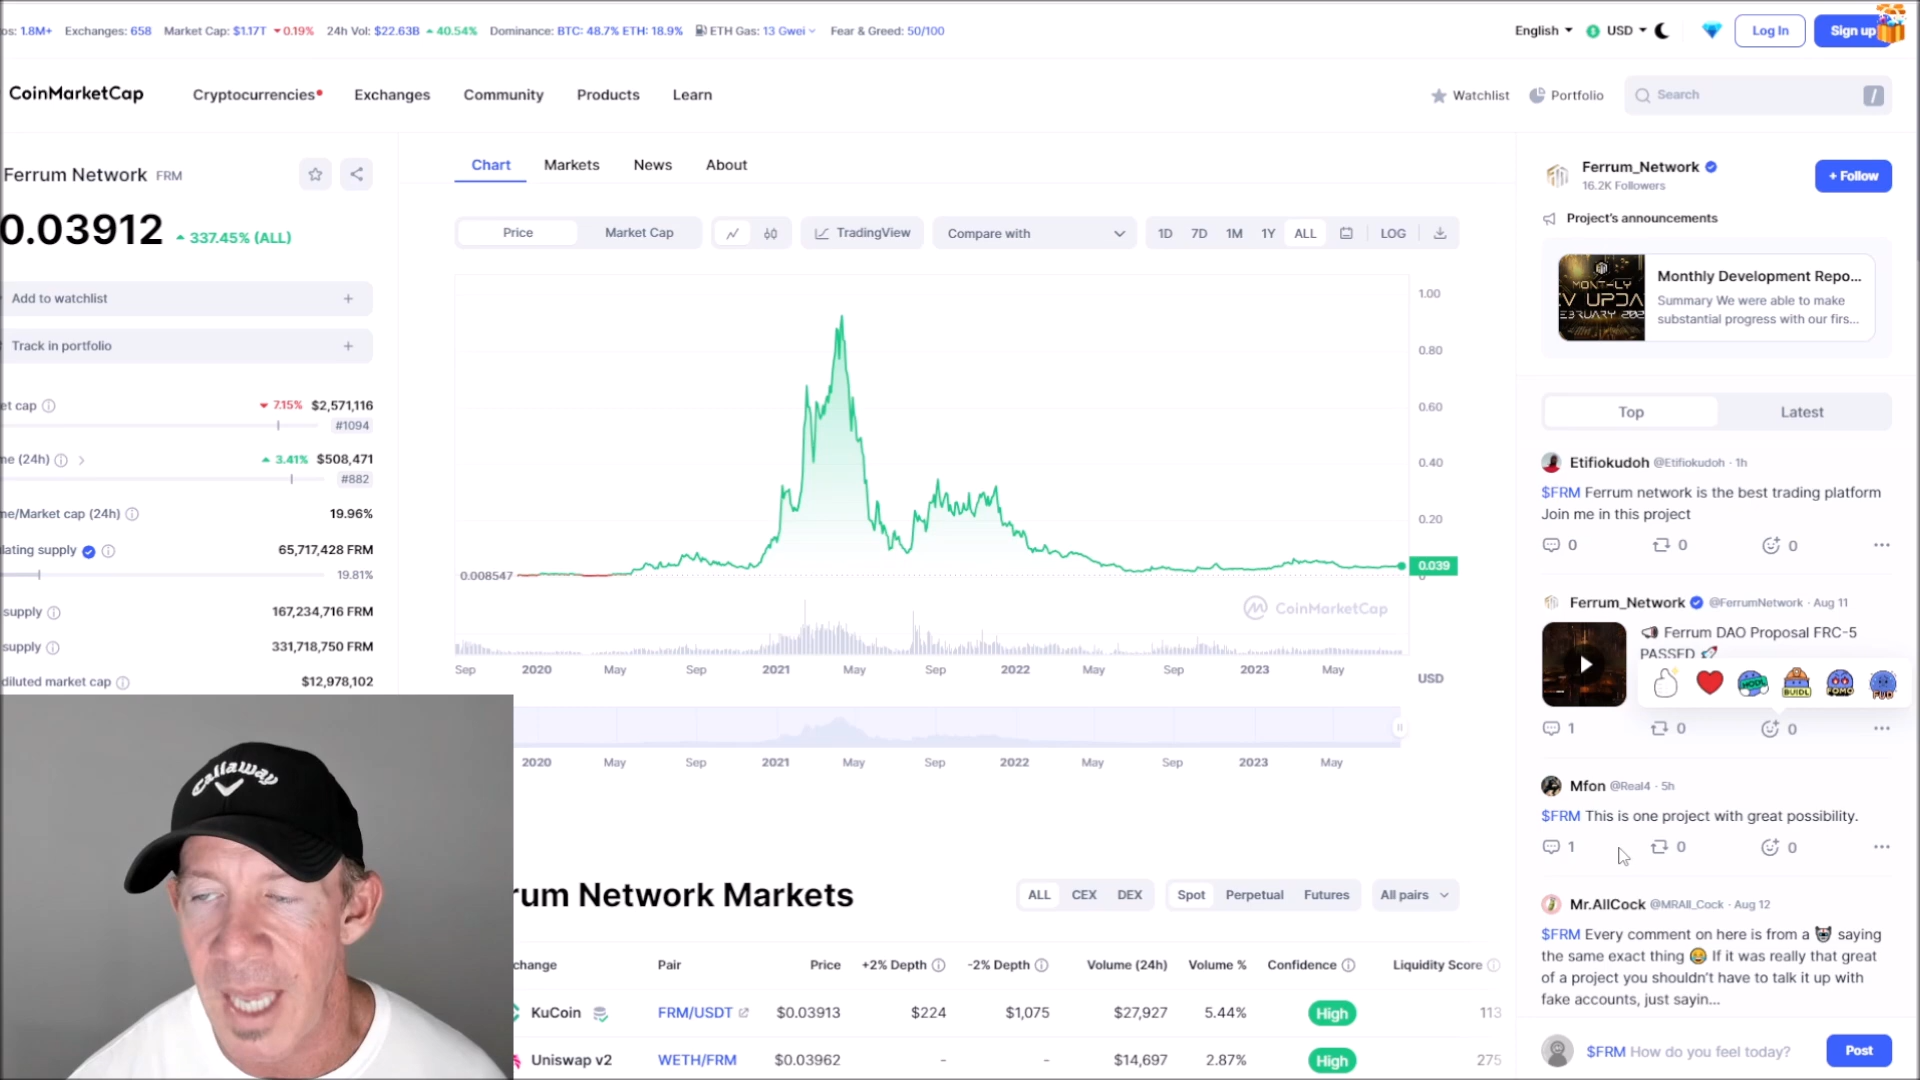 os: 1.8M+ Exchanges: 658 Market Cap: $1.17T 0.19% 24h Vol: $22.63B 40.54% Dominance: BTC: 48.7% ETH: 18.9% ETH Gas: 13 Gwei Fear & Greed: 50/100
English USD Log In Sign up
CoinMarketCap Cryptocurrencies Exchanges Community Products Learn
Watchlist Portfolio Search /
Ferrum Network FRM
0.03912 337.45% (ALL)
Add to watchlist +
Track in portfolio +
et cap 7.15% $2,571,116
#1094
me (24h) 3.41% $508,471
#882
me/Market cap (24h) 19.96%
lating supply 65,717,428 FRM
19.81%
supply 167,234,716 FRM
supply 331,718,750 FRM
diluted market cap $12,978,102
Callaway
Chart Markets News About
Price Market Cap TradingView Compare with 1D 7D 1M 1Y ALL LOG
1.00
0.80
0.60
0.40
0.20
0.039
0
0.008547
CoinMarketCap
Sep 2020 May Sep 2021 May Sep 2022 May Sep 2023 May
USD
2020 May Sep 2021 May Sep 2022 May Sep 2023 May
rum Network Markets
ALL CEX DEX Spot Perpetual Futures All pairs
change Pair Price +2% Depth -2% Depth Volume (24h) Volume % Confidence Liquidity Score
KuCoin FRM/USDT $0.03913 $224 $1,075 $27,927 5.44% High 113
Uniswap v2 WETH/FRM $0.03962 - - $14,697 2.87% High 275
Ferrum_Network
16.2K Followers
+ Follow
Project's announcements
MONTHLY
V UPDA
EBRUARY 202
Monthly Development Repo...
Summary We were able to make
substantial progress with our firs...
Top Latest
Etifiokudoh @Etifiokudoh · 1h
$FRM Ferrum network is the best trading platform
Join me in this project
0 0 0
Ferrum_Network @FerrumNetwork · Aug 11
Ferrum DAO Proposal FRC-5
PASSED
HODL BUIDL FOMO FUD
1 0 0
Mfon @Real4 · 5h
$FRM This is one project with great possibility.
1 0 0
Mr.AllCock @MRAll_Cock · Aug 12
$FRM Every comment on here is from a saying
the same exact thing If it was really that great
of a project you shouldn't have to talk it up with
fake accounts, just sayin...
$FRM How do you feel today?
Post